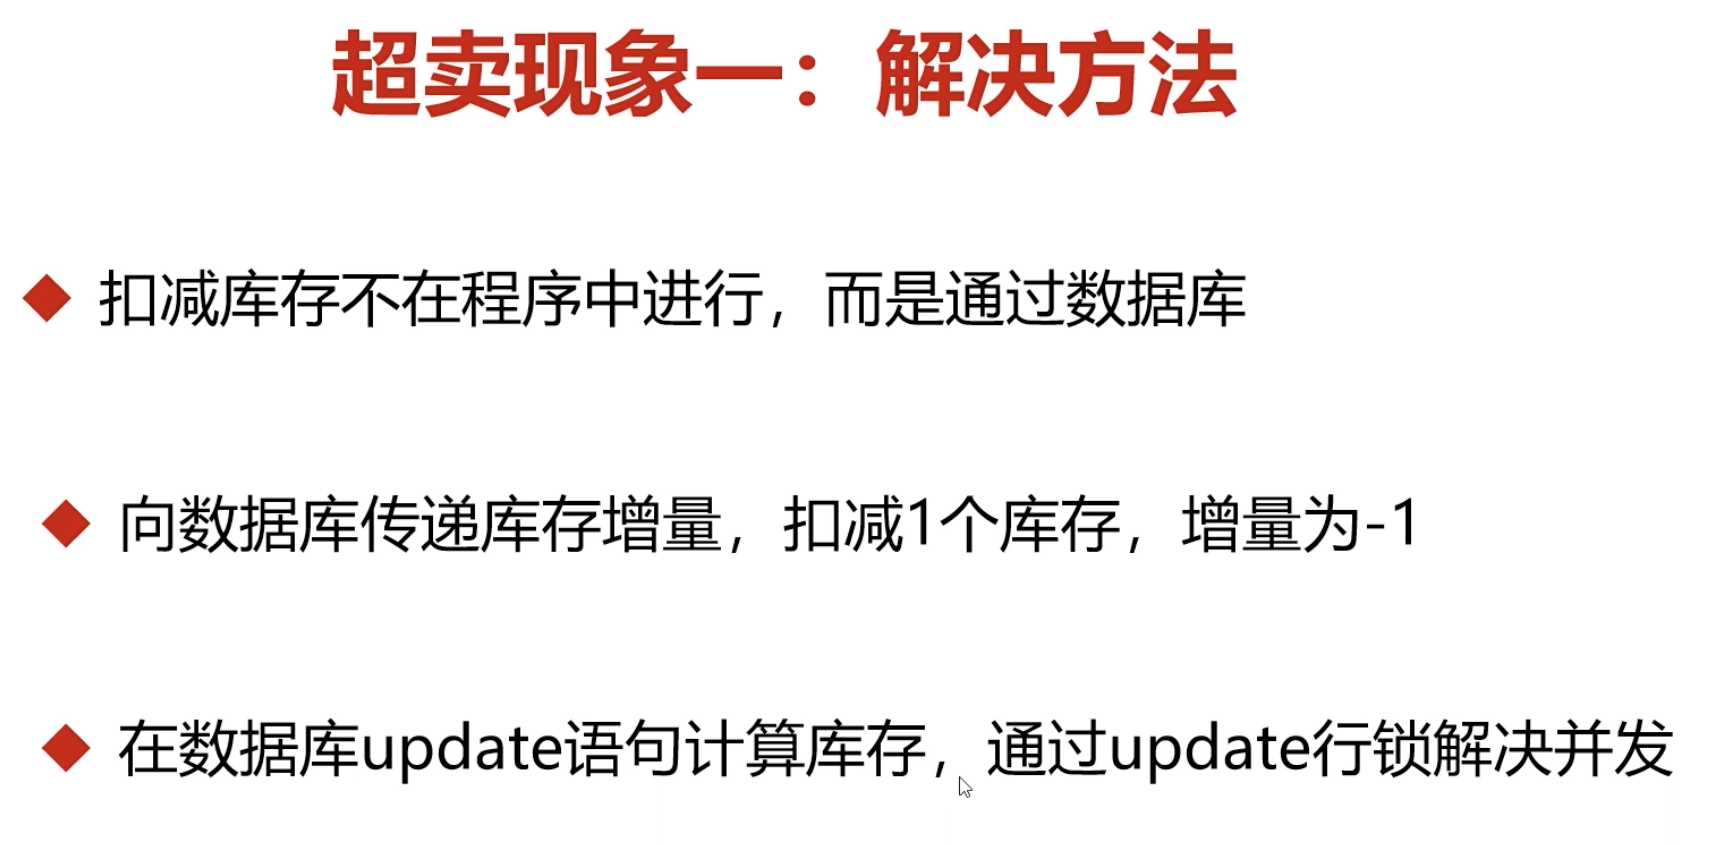 超卖现象一：解决方法
扣减库存不在程序中进行，而是通过数据库
向数据库传递库存增量，扣减1个库存，增量为-1
在数据库update语句计算库存，通过update行锁解决并发